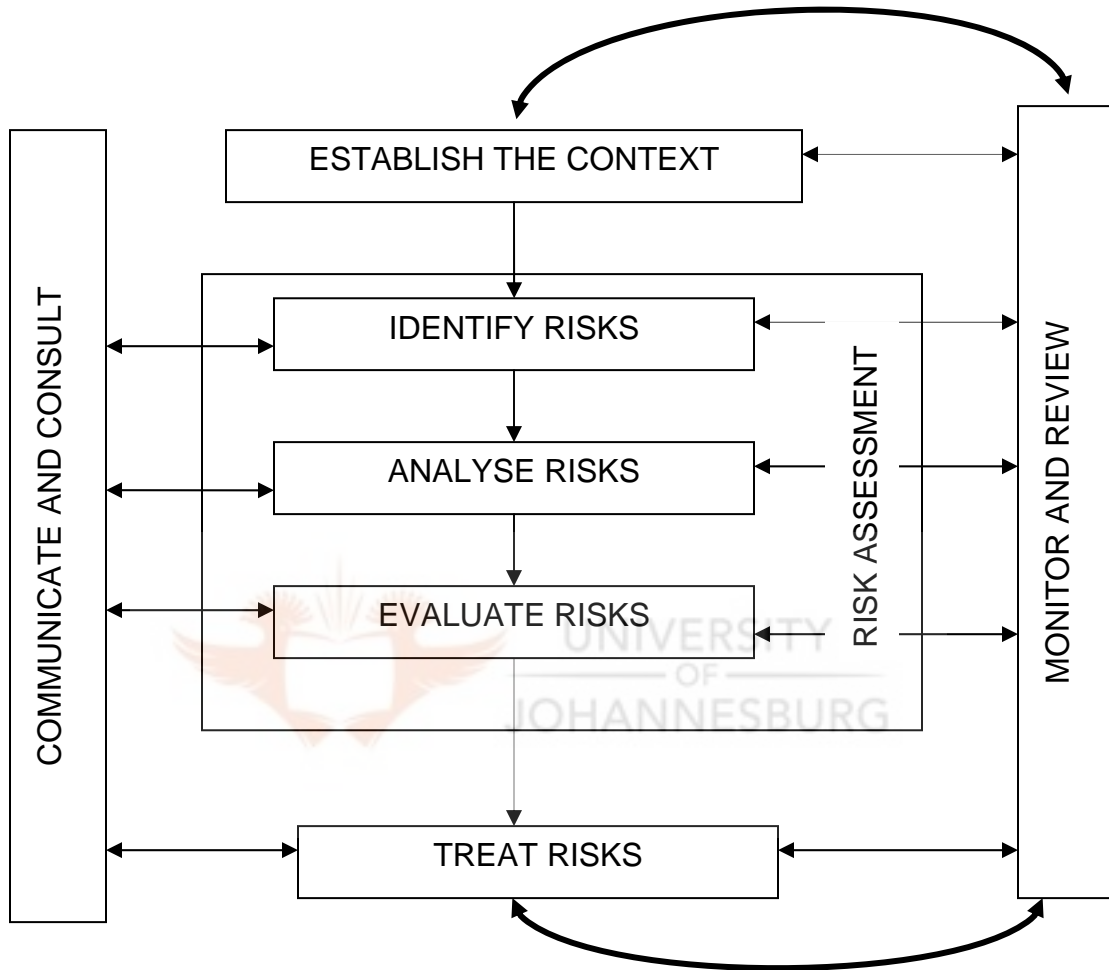 ESTABLISH THE CONTEXT
COMMUNICATE AND CONSULT
IDENTIFY RISKS
ANALYSE RISKS
EVALUATE RISKS
RISK ASSESSMENT
MONITOR AND REVIEW
UNIVERSITY
OF
JOHANNESBURG
TREAT RISKS